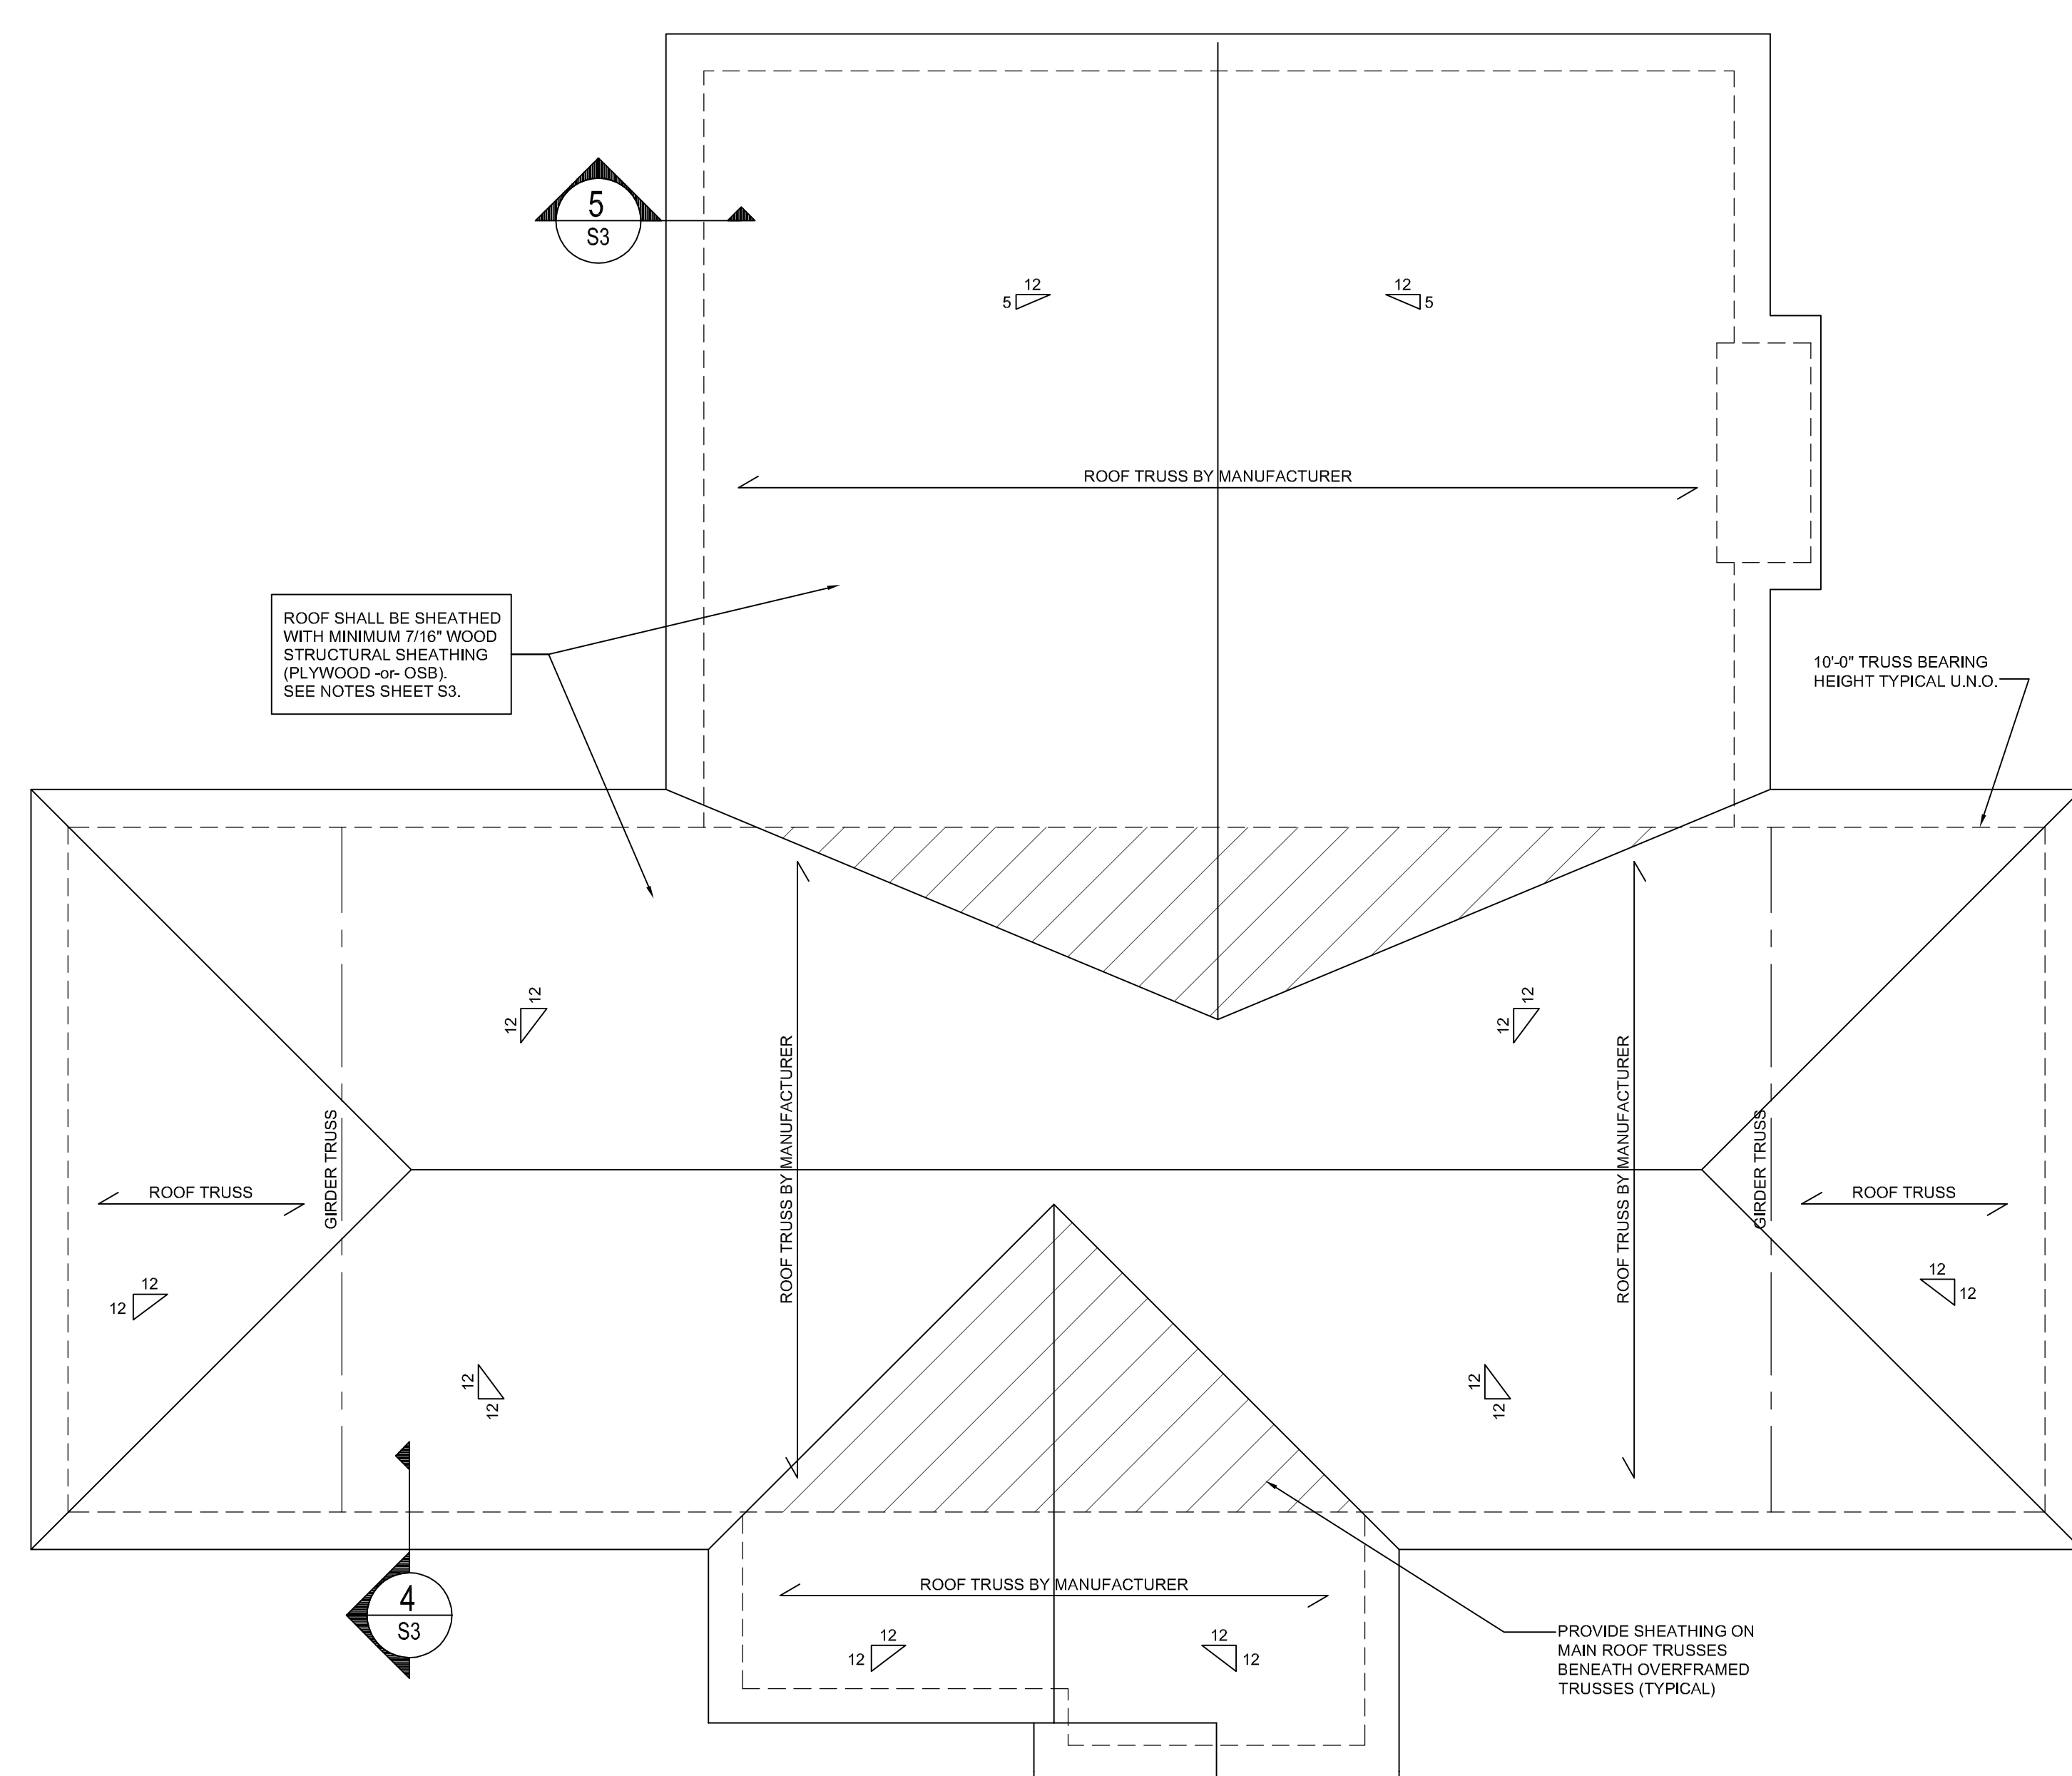 5
S3
12
5
12
5
ROOF TRUSS BY MANUFACTURER
ROOF SHALL BE SHEATHED
WITH MINIMUM 7/16" WOOD
STRUCTURAL SHEATHING
(PLYWOOD -or- OSB).
SEE NOTES SHEET S3.
10'-0" TRUSS BEARING
HEIGHT TYPICAL U.N.O.
12
12
12
12
ROOF TRUSS BY MANUFACTURER
ROOF TRUSS BY MANUFACTURER
GIRDER TRUSS
GIRDER TRUSS
ROOF TRUSS
ROOF TRUSS
12
12
12
12
12
12
12
12
4
S3
ROOF TRUSS BY MANUFACTURER
12
12
12
12
PROVIDE SHEATHING ON
MAIN ROOF TRUSSES
BENEATH OVERFRAMED
TRUSSES (TYPICAL)